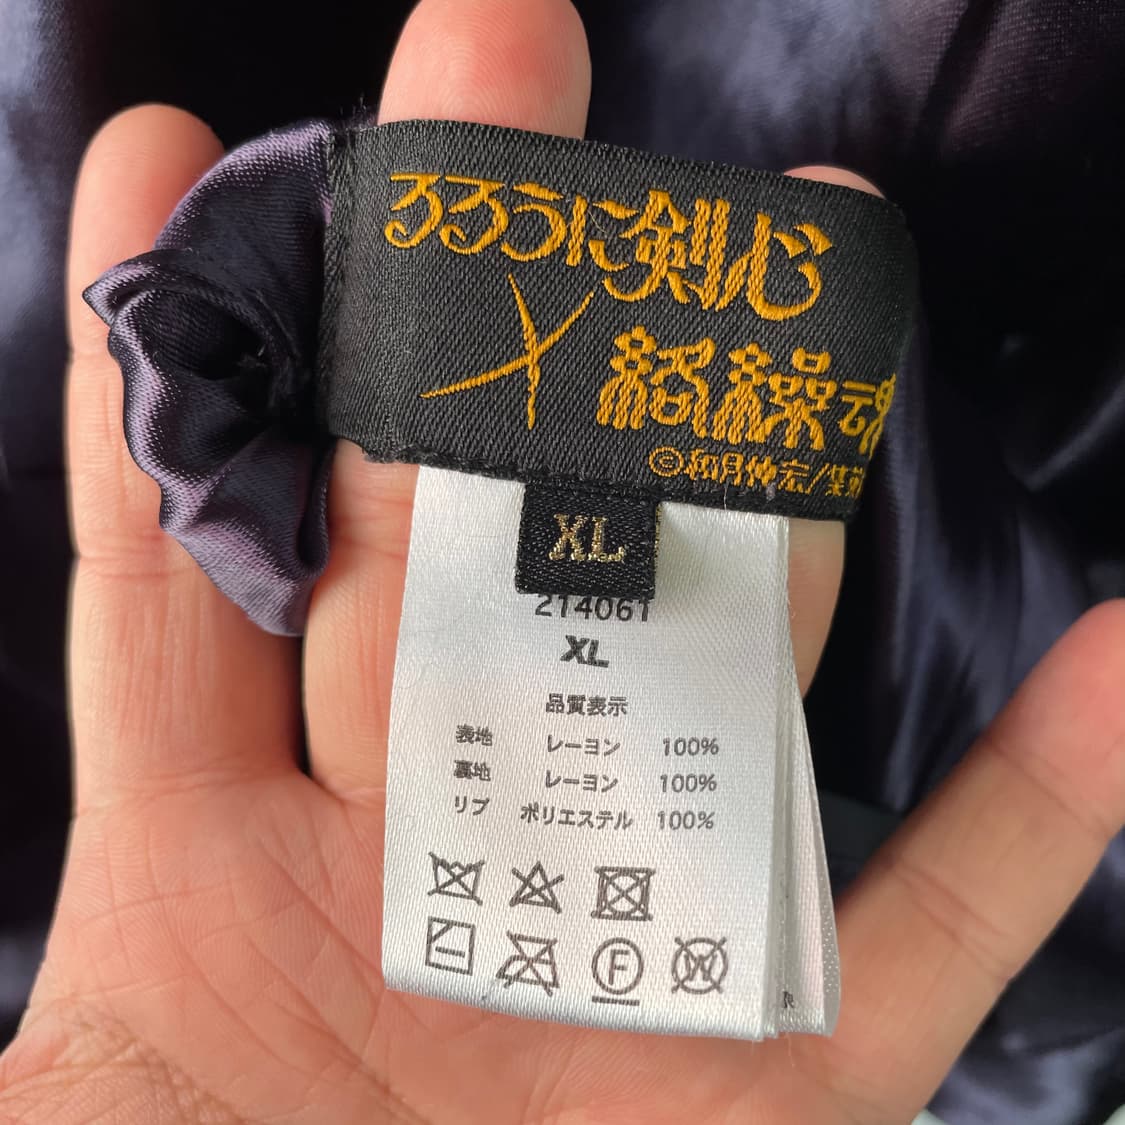 るろうに剣心
絡繰魂
©和月伸宏/集英
XL
214061
XL
品質表示
表地 レーヨン 100%
裏地 レーヨン 100%
リブ ポリエステル 100%
F W